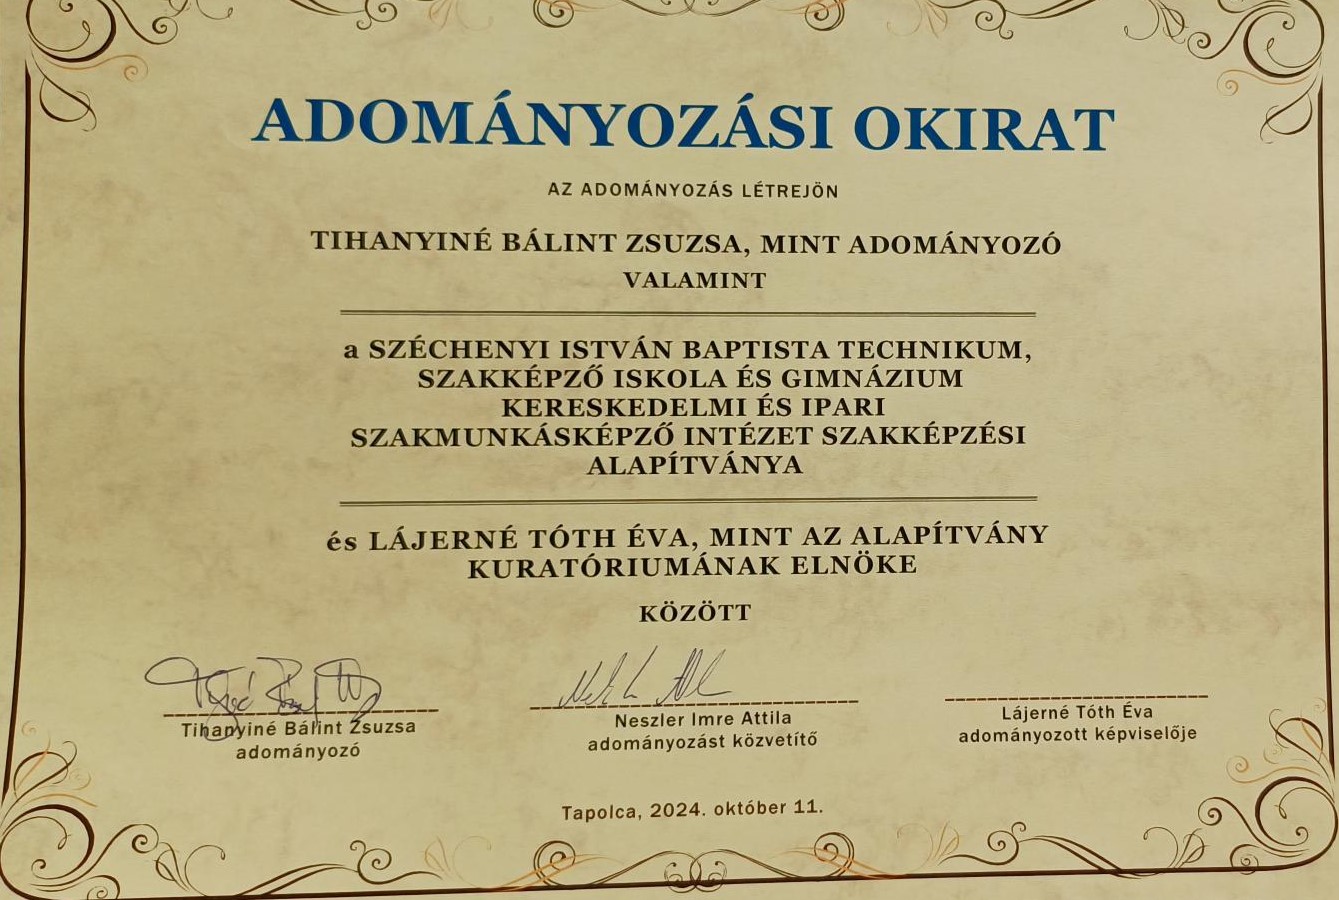 ADOMÁNYOZÁSI OKIRAT
AZ ADOMÁNYOZÁS LÉTREJÖN
TIHANYINÉ BÁLINT ZSUZSA, MINT ADOMÁNYOZÓ
VALAMINT
a SZÉCHENYI ISTVÁN BAPTISTA TECHNIKUM,
SZAKKÉPZŐ ISKOLA ÉS GIMNÁZIUM
KERESKEDELMI ÉS IPARI
SZAKMUNKÁSKÉPZŐ INTÉZET SZAKKÉPZÉSI
ALAPÍTVÁNYA
és LÁJERNÉ TÓTH ÉVA, MINT AZ ALAPÍTVÁNY
KURATÓRIUMÁNAK ELNÖKE
KÖZÖTT
Tihanyiné Bálint Zsuzsa
adományozó
Neszler Imre Attila
adományozást közvetítő
Lájerné Tóth Éva
adományozott képviselője
Tapolca, 2024. október 11.